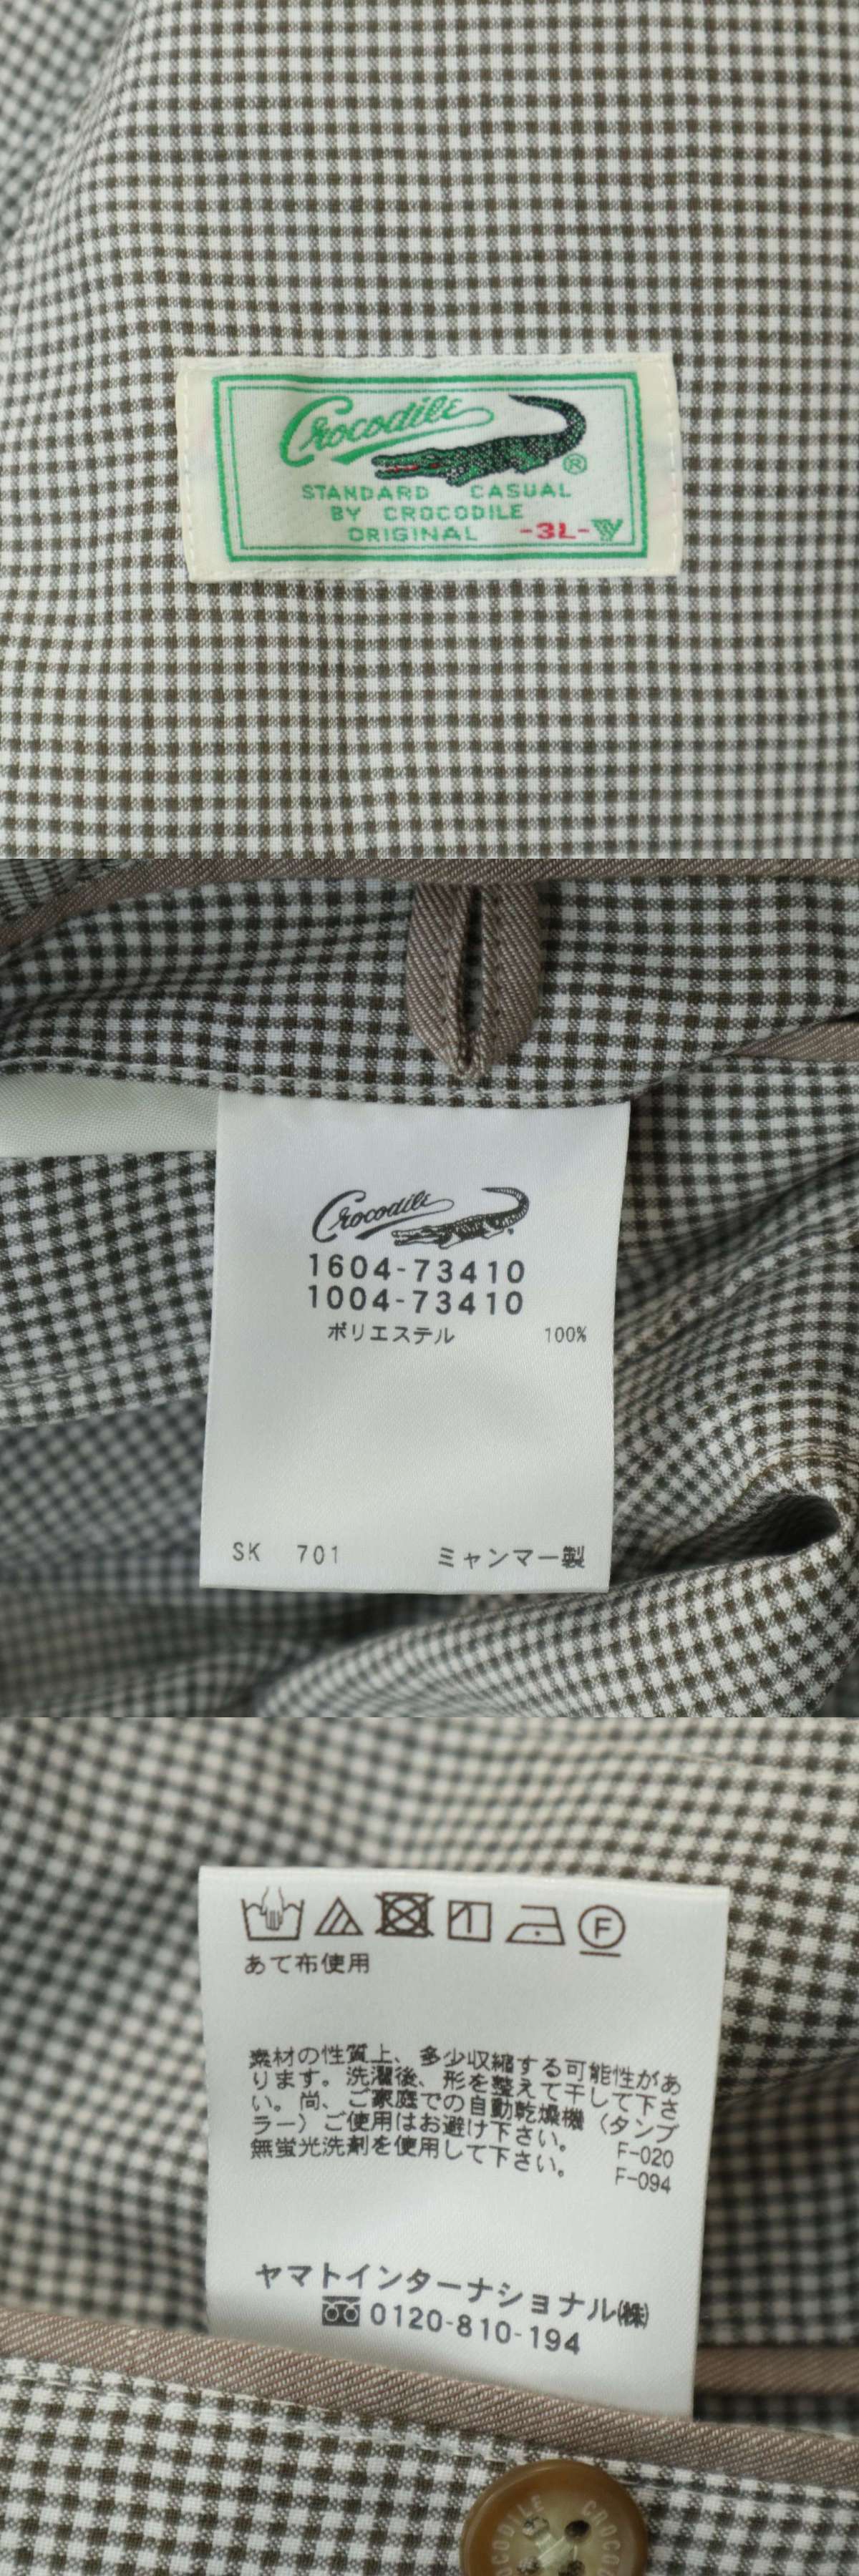 Crocodile
®
STANDARD CASUAL
BY CROCODILE
ORIGINAL -3L-
Crocodile
1604-73410
1004-73410
ポリエステル 100%
SK 701 ミャンマー製
F
あて布使用
素材の性質上、多少収縮する可能性があ
ります。洗濯後、形を整えて干して下さ
い。尚、ご家庭での自動乾燥機（タンブ
ラー）ご使用はお避け下さい。 F-020
無蛍光洗剤を使用して下さい。 F-094
ヤマトインターナショナル㈱
0120-810-194
CROCODILE